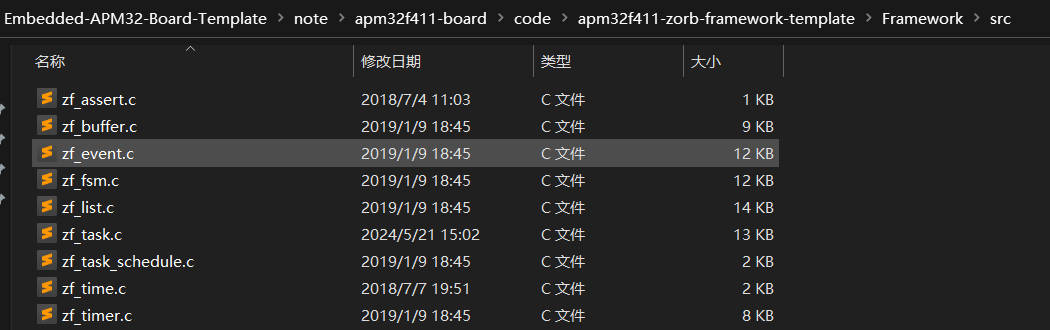 Embedded-APM32-Board-Template > note > apm32f411-board > code > apm32f411-zorb-framework-template > Framework > src
名称 修改日期 类型 大小
zf_assert.c 2018/7/4 11:03 C 文件 1 KB
zf_buffer.c 2019/1/9 18:45 C 文件 9 KB
zf_event.c 2019/1/9 18:45 C 文件 12 KB
zf_fsm.c 2019/1/9 18:45 C 文件 12 KB
zf_list.c 2019/1/9 18:45 C 文件 14 KB
zf_task.c 2024/5/21 15:02 C 文件 13 KB
zf_task_schedule.c 2019/1/9 18:45 C 文件 2 KB
zf_time.c 2018/7/7 19:51 C 文件 2 KB
zf_timer.c 2019/1/9 18:45 C 文件 8 KB